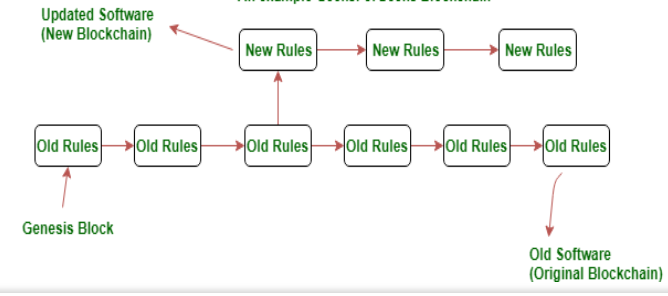 Updated Software
(New Blockchain)
New Rules New Rules New Rules
Old Rules Old Rules Old Rules Old Rules Old Rules Old Rules
Genesis Block
Old Software
(Original Blockchain)